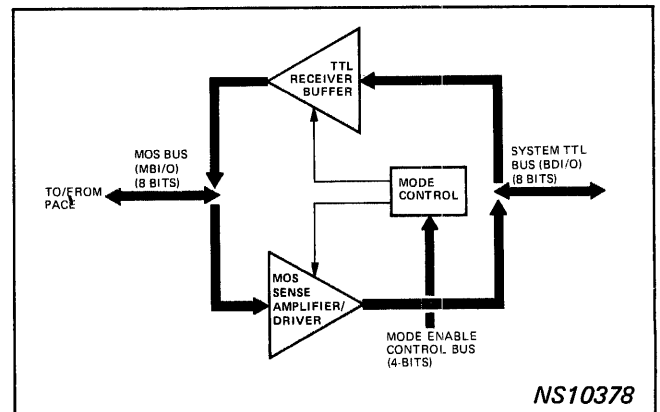 TTL
RECEIVER
BUFFER
MOS BUS
(MBI/O)
(8 BITS)
SYSTEM TTL
BUS (BDI/O)
(8 BITS)
TO/FROM
PACE
MODE
CONTROL
MOS
SENSE
AMPLIFIER/
DRIVER
MODE ENABLE
CONTROL BUS
(4-BITS)
NS10378